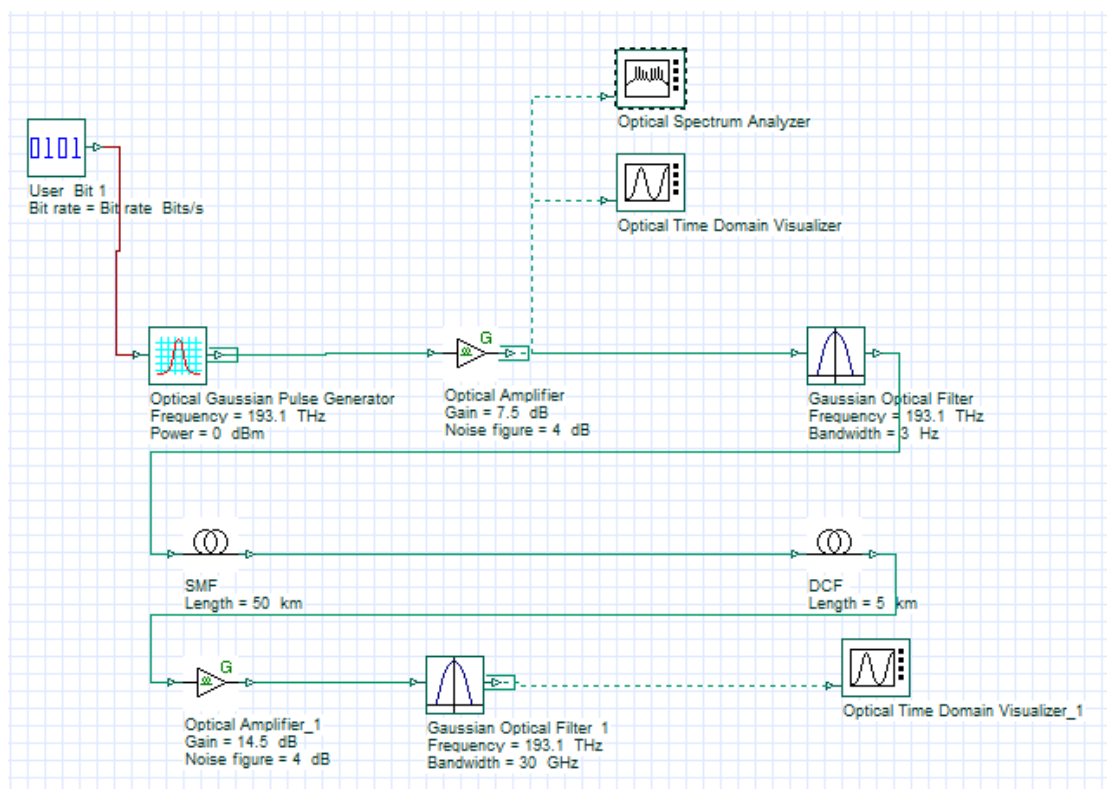 Optical Spectrum Analyzer
0101
User Bit 1
Bit rate = Bit rate Bits/s
Optical Time Domain Visualizer
G
Optical Gaussian Pulse Generator
Frequency = 193.1 THz
Power = 0 dBm
Optical Amplifier
Gain = 7.5 dB
Noise figure = 4 dB
Gaussian Optical Filter
Frequency = 193.1 THz
Bandwidth = 3 Hz
SMF
Length = 50 km
DCF
Length = 5 km
G
Optical Amplifier_1
Gain = 14.5 dB
Noise figure = 4 dB
Gaussian Optical Filter 1
Frequency = 193.1 THz
Bandwidth = 30 GHz
Optical Time Domain Visualizer_1